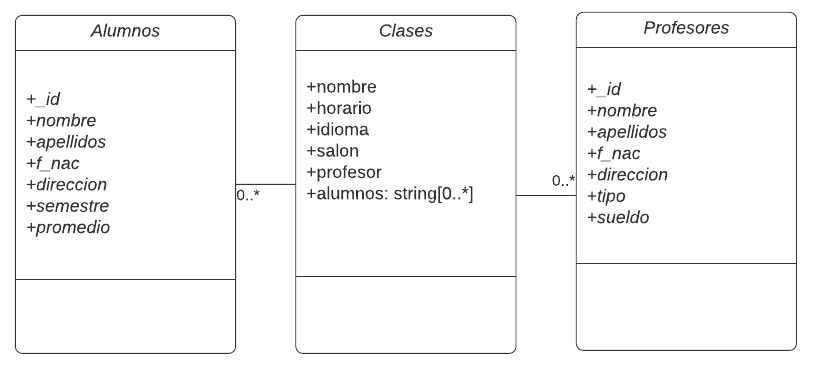 Alumnos
+_id
+nombre
+apellidos
+f_nac
+direccion
+semestre
+promedio
0..*
Clases
+nombre
+horario
+idioma
+salon
+profesor
+alumnos: string[0..*]
0..*
Profesores
+_id
+nombre
+apellidos
+f_nac
+direccion
+tipo
+sueldo